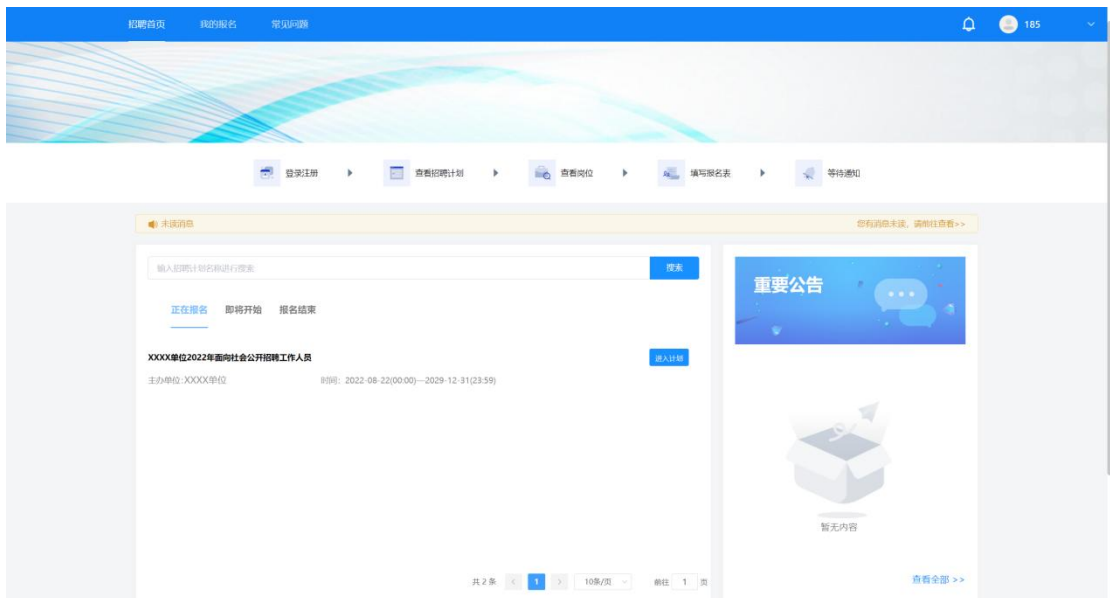 招聘首页 我的报名 常见问题 185
登录注册 查看招聘计划 查看岗位 填写报名表 等待通知
未读消息 您有消息未读，请前往查看>>
输入招聘计划名称进行搜索 搜索
重要公告
正在报名 即将开始 报名结束
XXXX单位2022年面向社会公开招聘工作人员 进入计划
主办单位:XXXX单位 时间：2022-08-22(00:00)—2029-12-31(23:59)
暂无内容
共 2 条 < 1 > 10条/页 前往 1 页
查看全部 >>